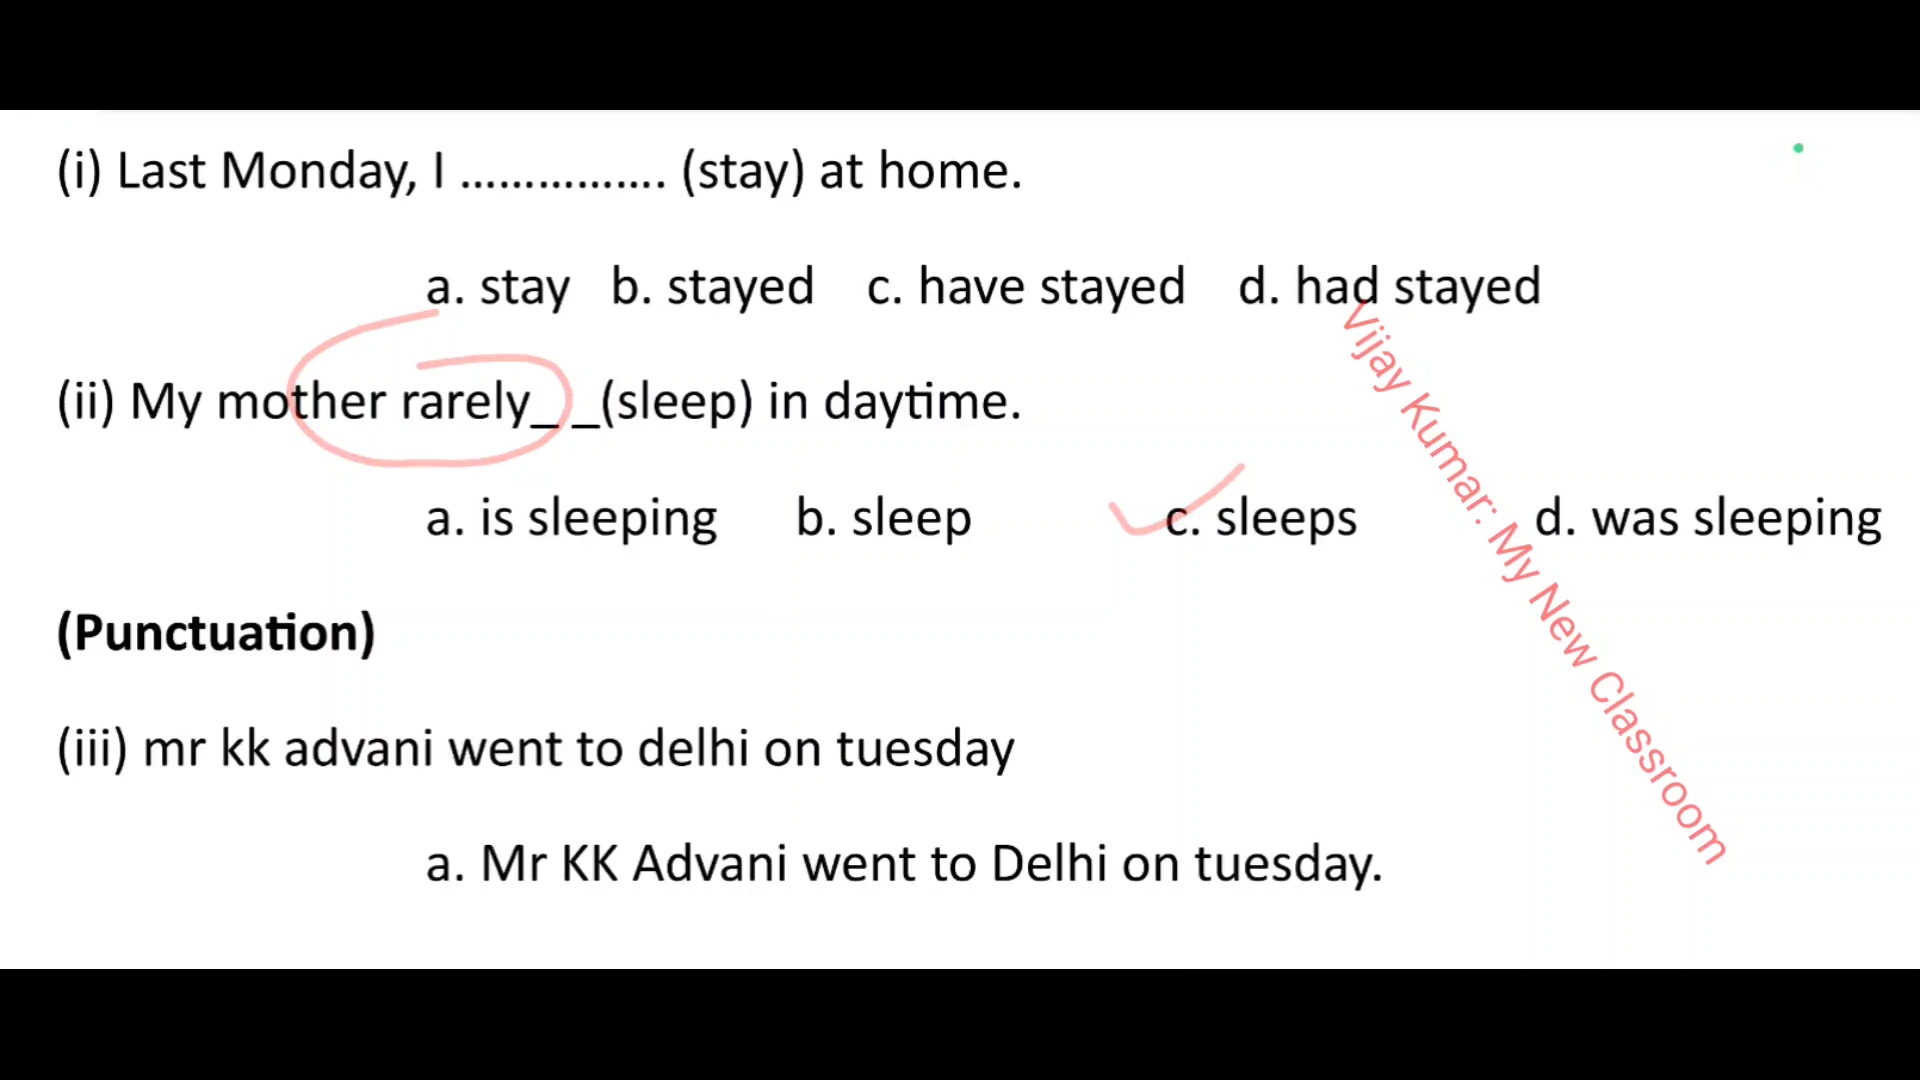 (i) Last Monday, I ................ (stay) at home.
a. stay b. stayed c. have stayed d. had stayed
(ii) My mother rarely_ _(sleep) in daytime.
a. is sleeping b. sleep c. sleeps d. was sleeping
(Punctuation)
(iii) mr kk advani went to delhi on tuesday
a. Mr KK Advani went to Delhi on tuesday.
Vijay Kumar: My New Classroom